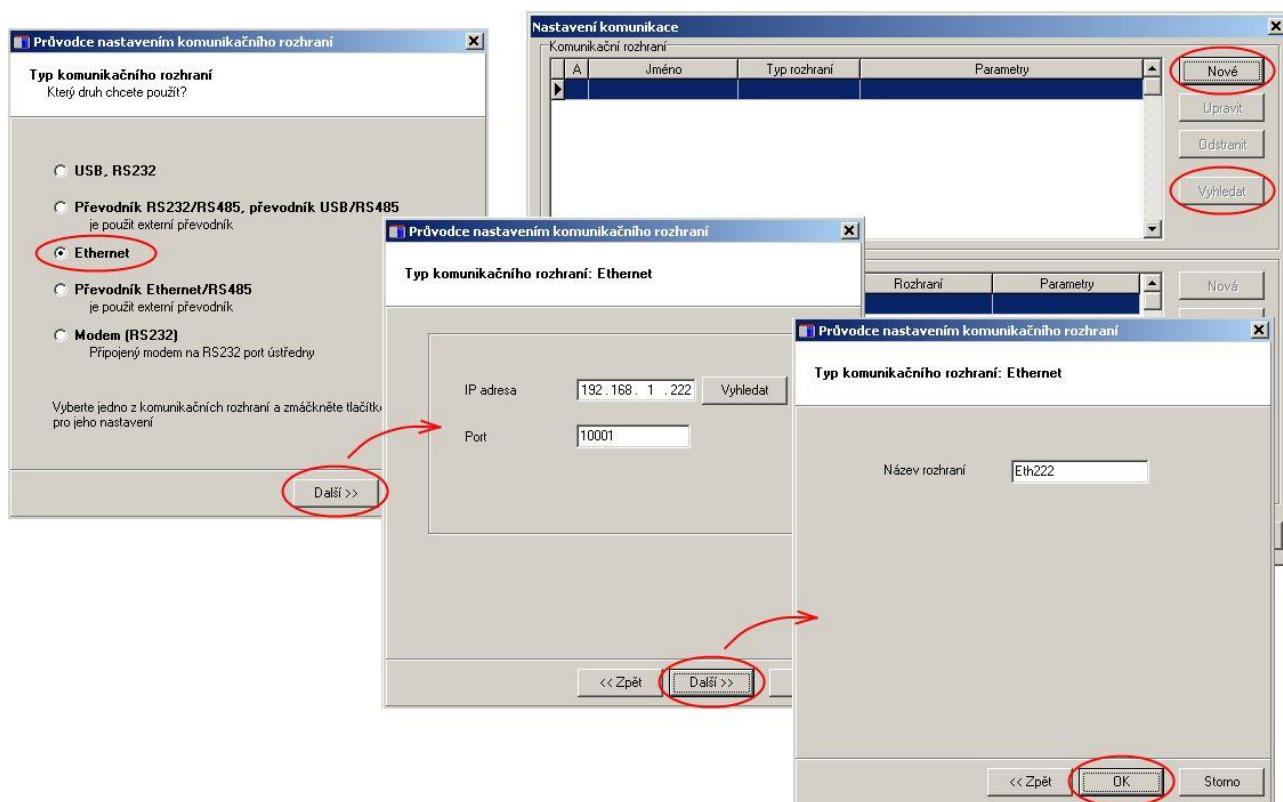 Průvodce nastavením komunikačního rozhraní
Typ komunikačního rozhraní
Který druh chcete použít?
USB, RS232
Převodník RS232/RS485, převodník USB/RS485
je použit externí převodník
Ethernet
Převodník Ethernet/RS485
je použit externí převodník
Modem (RS232)
Připojený modem na RS232 port ústředny
Vyberte jedno z komunikačních rozhraní a zmáčkněte tlačítko
pro jeho nastavení
Další >>
Nastavení komunikace
Komunikační rozhraní
A Jméno Typ rozhraní Parametry
Nové
Upravit
Odstranit
Vyhledat
Rozhraní Parametry
Nová
Průvodce nastavením komunikačního rozhraní
Typ komunikačního rozhraní: Ethernet
IP adresa 192.168. 1 .222 Vyhledat
Port 10001
<< Zpět Další >>
Průvodce nastavením komunikačního rozhraní
Typ komunikačního rozhraní: Ethernet
Název rozhraní Eth222
<< Zpět OK Storno